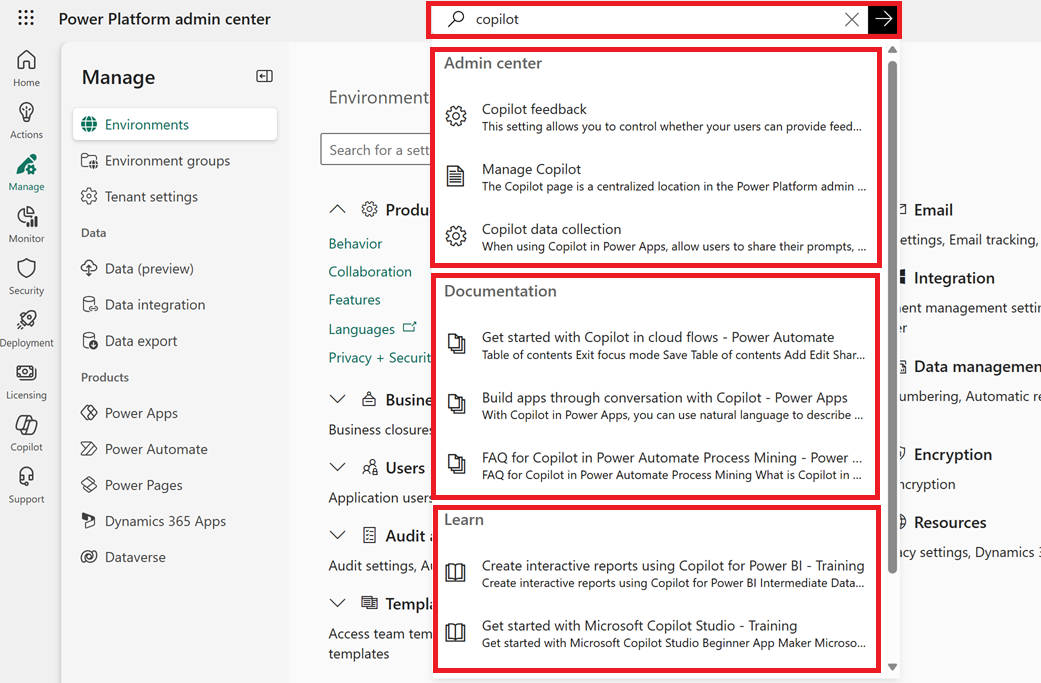 Power Platform admin center
copilot
Home
Actions
Manage
Monitor
Security
Deployment
Licensing
Copilot
Support
Manage
Environments
Environment groups
Tenant settings
Data
Data (preview)
Data integration
Data export
Products
Power Apps
Power Automate
Power Pages
Dynamics 365 Apps
Dataverse
Environment
Search for a sett
Produ
Behavior
Collaboration
Features
Languages
Privacy + Securit
Busine
Business closures
Users
Application users
Audit a
Audit settings, Au
Templa
Access team tem
templates
Admin center
Copilot feedback
This setting allows you to control whether your users can provide feed...
Manage Copilot
The Copilot page is a centralized location in the Power Platform admin ...
Copilot data collection
When using Copilot in Power Apps, allow users to share their prompts, ...
Documentation
Get started with Copilot in cloud flows - Power Automate
Table of contents Exit focus mode Save Table of contents Add Edit Shar...
Build apps through conversation with Copilot - Power Apps
With Copilot in Power Apps, you can use natural language to describe ...
FAQ for Copilot in Power Automate Process Mining - Power ...
FAQ for Copilot in Power Automate Process Mining What is Copilot in ...
Learn
Create interactive reports using Copilot for Power BI - Training
Create interactive reports using Copilot for Power BI Intermediate Data...
Get started with Microsoft Copilot Studio - Training
Get started with Microsoft Copilot Studio Beginner App Maker Microso...
Email
ettings, Email tracking,
Integration
ent management settin
er
Data managemen
umbering, Automatic re
Encryption
ncryption
Resources
acy settings, Dynamics 3